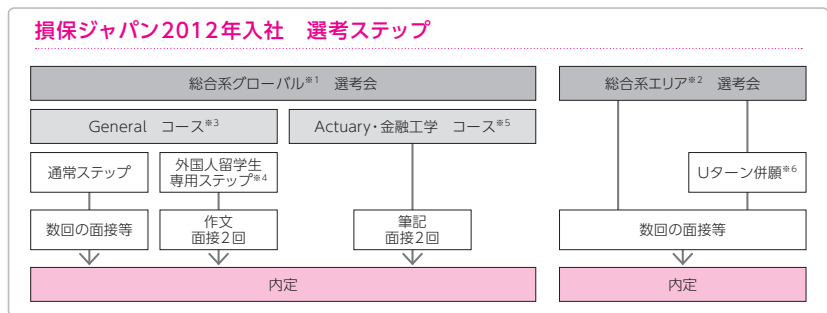 損保ジャパン2012年入社　選考ステップ
総合系グローバル※1　選考会
総合系エリア※2　選考会
General　コース※3
Actuary・金融工学　コース※5
通常ステップ
外国人留学生
専用ステップ※4
Uターン併願※6
数回の面接等
作文
面接2回
筆記
面接2回
数回の面接等
内定
内定